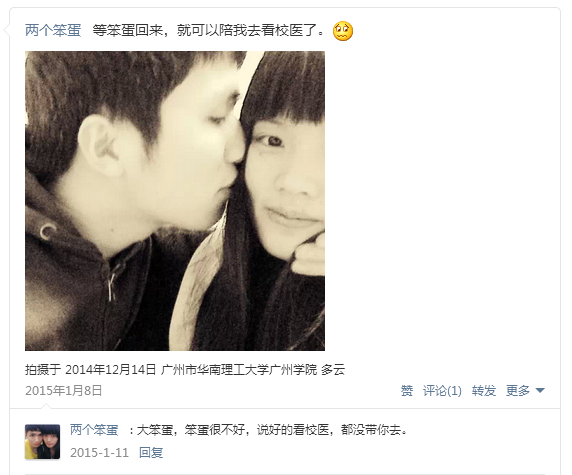 两个笨蛋 等笨蛋回来，就可以陪我去看校医了。
拍摄于 2014年12月14日 广州市华南理工大学广州学院 多云
2015年1月8日 赞 评论(1) 转发 更多
两个笨蛋 ：大笨蛋，笨蛋很不好，说好的看校医，都没带你去。
2015-1-11 回复